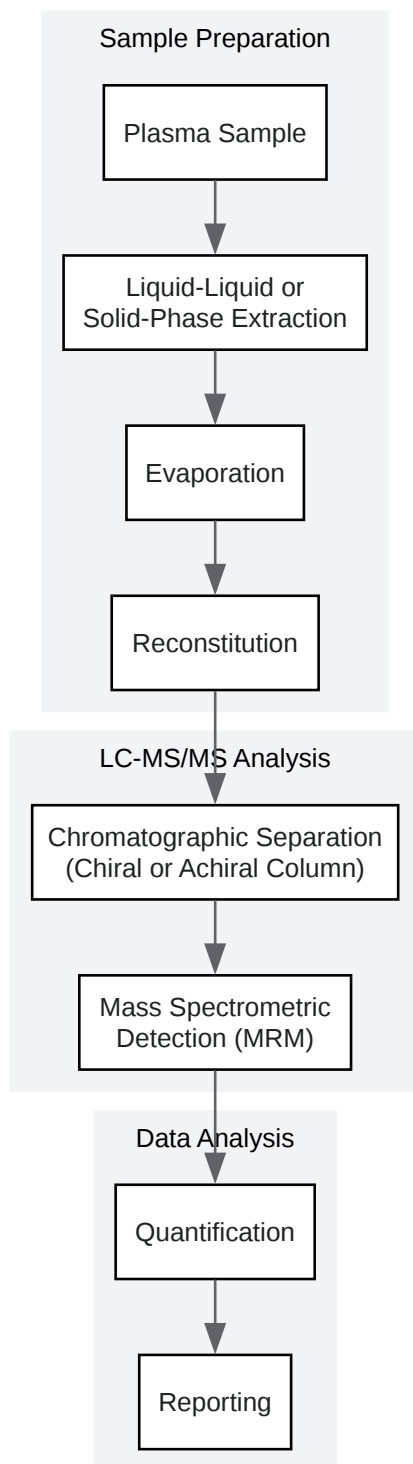 Sample Preparation
Plasma Sample
Liquid-Liquid or
Solid-Phase Extraction
Evaporation
Reconstitution
LC-MS/MS Analysis
Chromatographic Separation
(Chiral or Achiral Column)
Mass Spectrometric
Detection (MRM)
Data Analysis
Quantification
Reporting